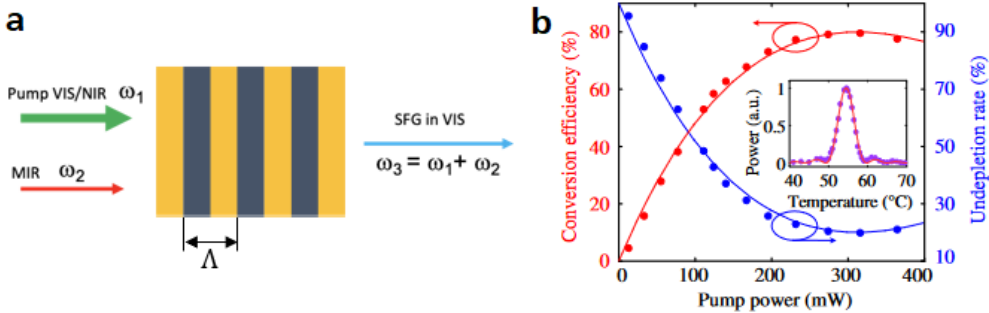 a
Pump VIS/NIR ω₁
MIR ω₂
SFG in VIS
ω₃ = ω₁+ ω₂
Λ
b
Conversion efficiency (%)
80
60
40
20
0
0
100
200
300
400
Pump power (mW)
90
70
50
30
10
Undepletion rate (%)
Power (a.u.)
1
0.5
0
40 50 60 70
Temperature (°C)